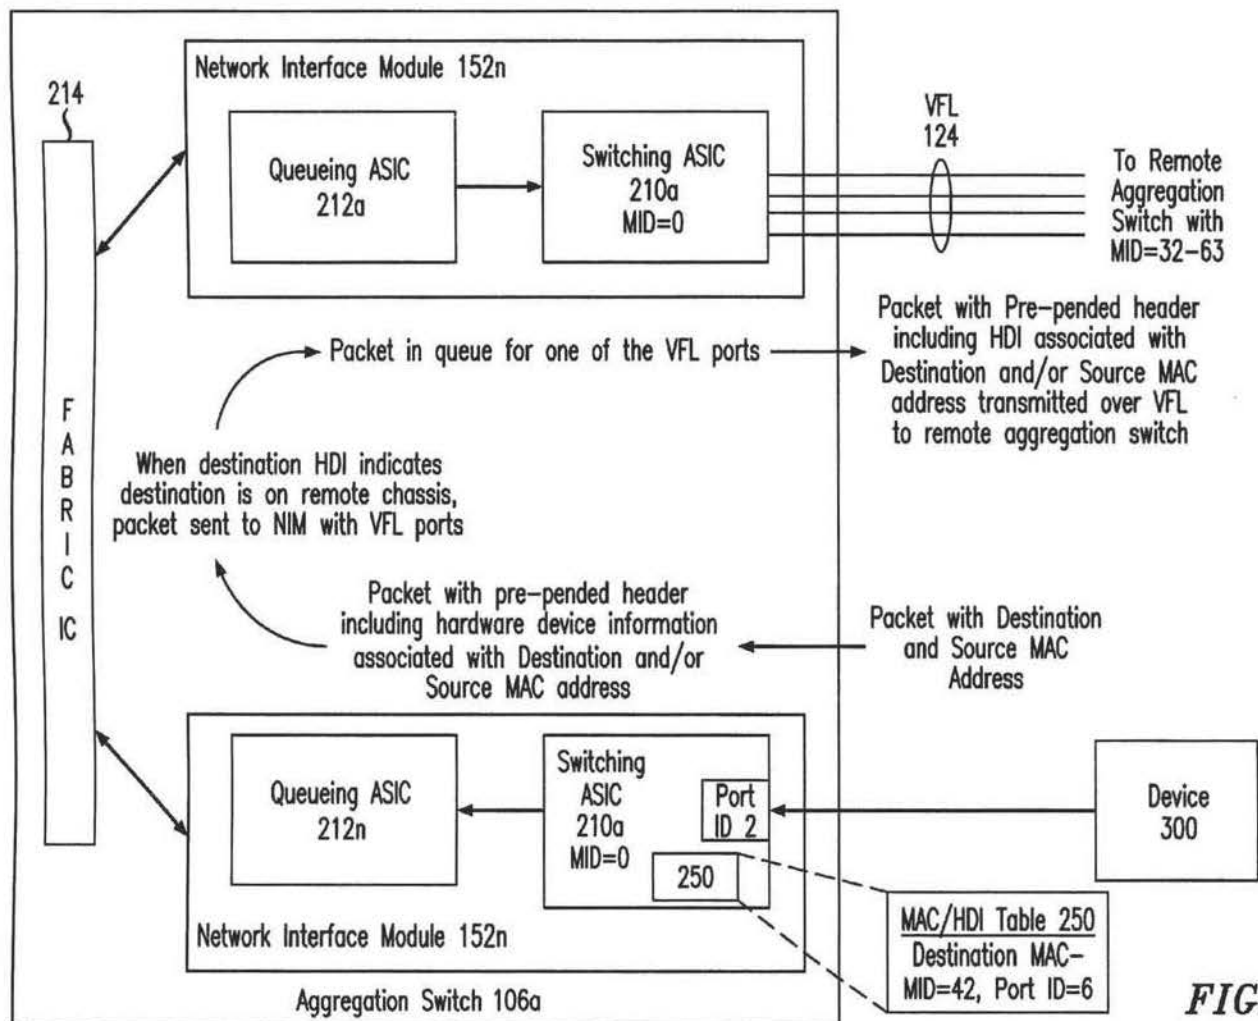 Network Interface Module 152n
214
Queueing ASIC
212a
Switching ASIC
210a
MID=0
VFL
124
To Remote
Aggregation
Switch with
MID=32-63
Packet in queue for one of the VFL ports
Packet with Pre-pended header
including HDI associated with
Destination and/or Source MAC
address transmitted over VFL
to remote aggregation switch
F
A
B
R
I
C
IC
When destination HDI indicates
destination is on remote chassis,
packet sent to NIM with VFL ports
Packet with pre-pended header
including hardware device information
associated with Destination and/or
Source MAC address
Packet with Destination
and Source MAC
Address
Queueing ASIC
212n
Switching
ASIC
210a
MID=0
Port
ID 2
250
Device
300
Network Interface Module 152n
MAC/HDI Table 250
Destination MAC-
MID=42, Port ID=6
Aggregation Switch 106a
FIG